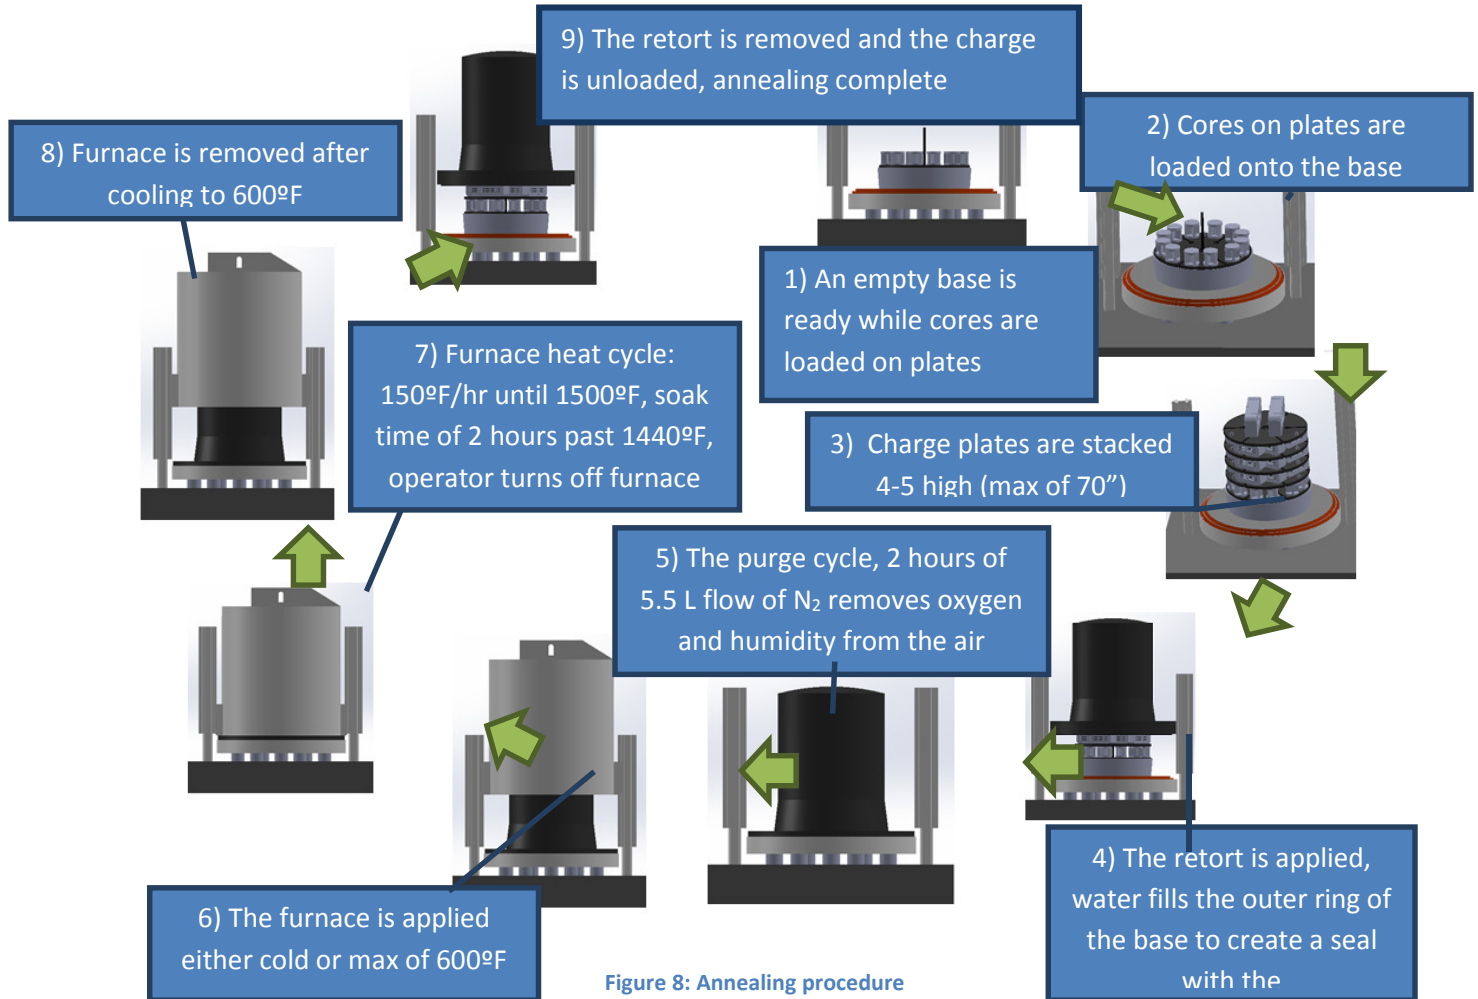 1) An empty base is
ready while cores are
loaded on plates
2) Cores on plates are
loaded onto the base
3) Charge plates are stacked
4-5 high (max of 70”)
4) The retort is applied,
water fills the outer ring of
the base to create a seal
with the
5) The purge cycle, 2 hours of
5.5 L flow of N₂ removes oxygen
and humidity from the air
6) The furnace is applied
either cold or max of 600ºF
7) Furnace heat cycle:
150ºF/hr until 1500ºF, soak
time of 2 hours past 1440ºF,
operator turns off furnace
8) Furnace is removed after
cooling to 600ºF
9) The retort is removed and the charge
is unloaded, annealing complete
Figure 8: Annealing procedure